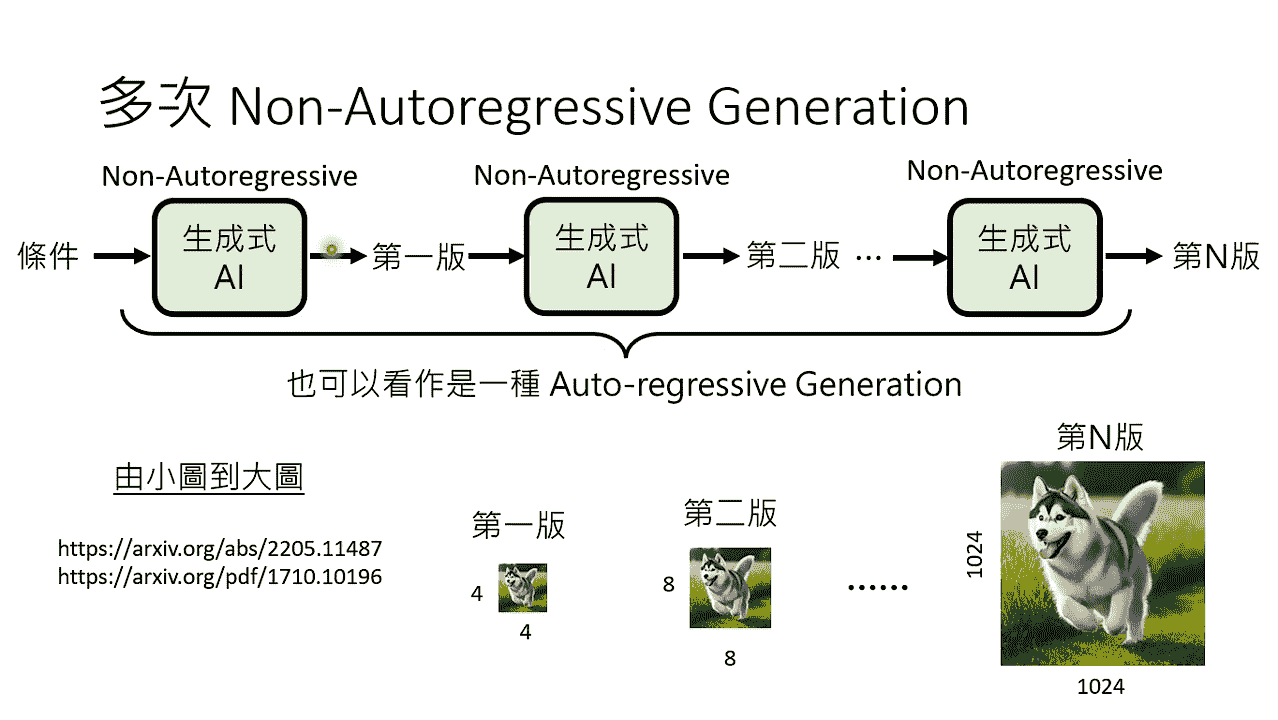 多次 Non-Autoregressive Generation
Non-Autoregressive
Non-Autoregressive
Non-Autoregressive
條件
生成式
AI
第一版
生成式
AI
第二版
…
生成式
AI
第N版
也可以看作是一種 Auto-regressive Generation
由小圖到大圖
https://arxiv.org/abs/2205.11487
https://arxiv.org/pdf/1710.10196
第一版
4
4
第二版
8
8
……
第N版
1024
1024